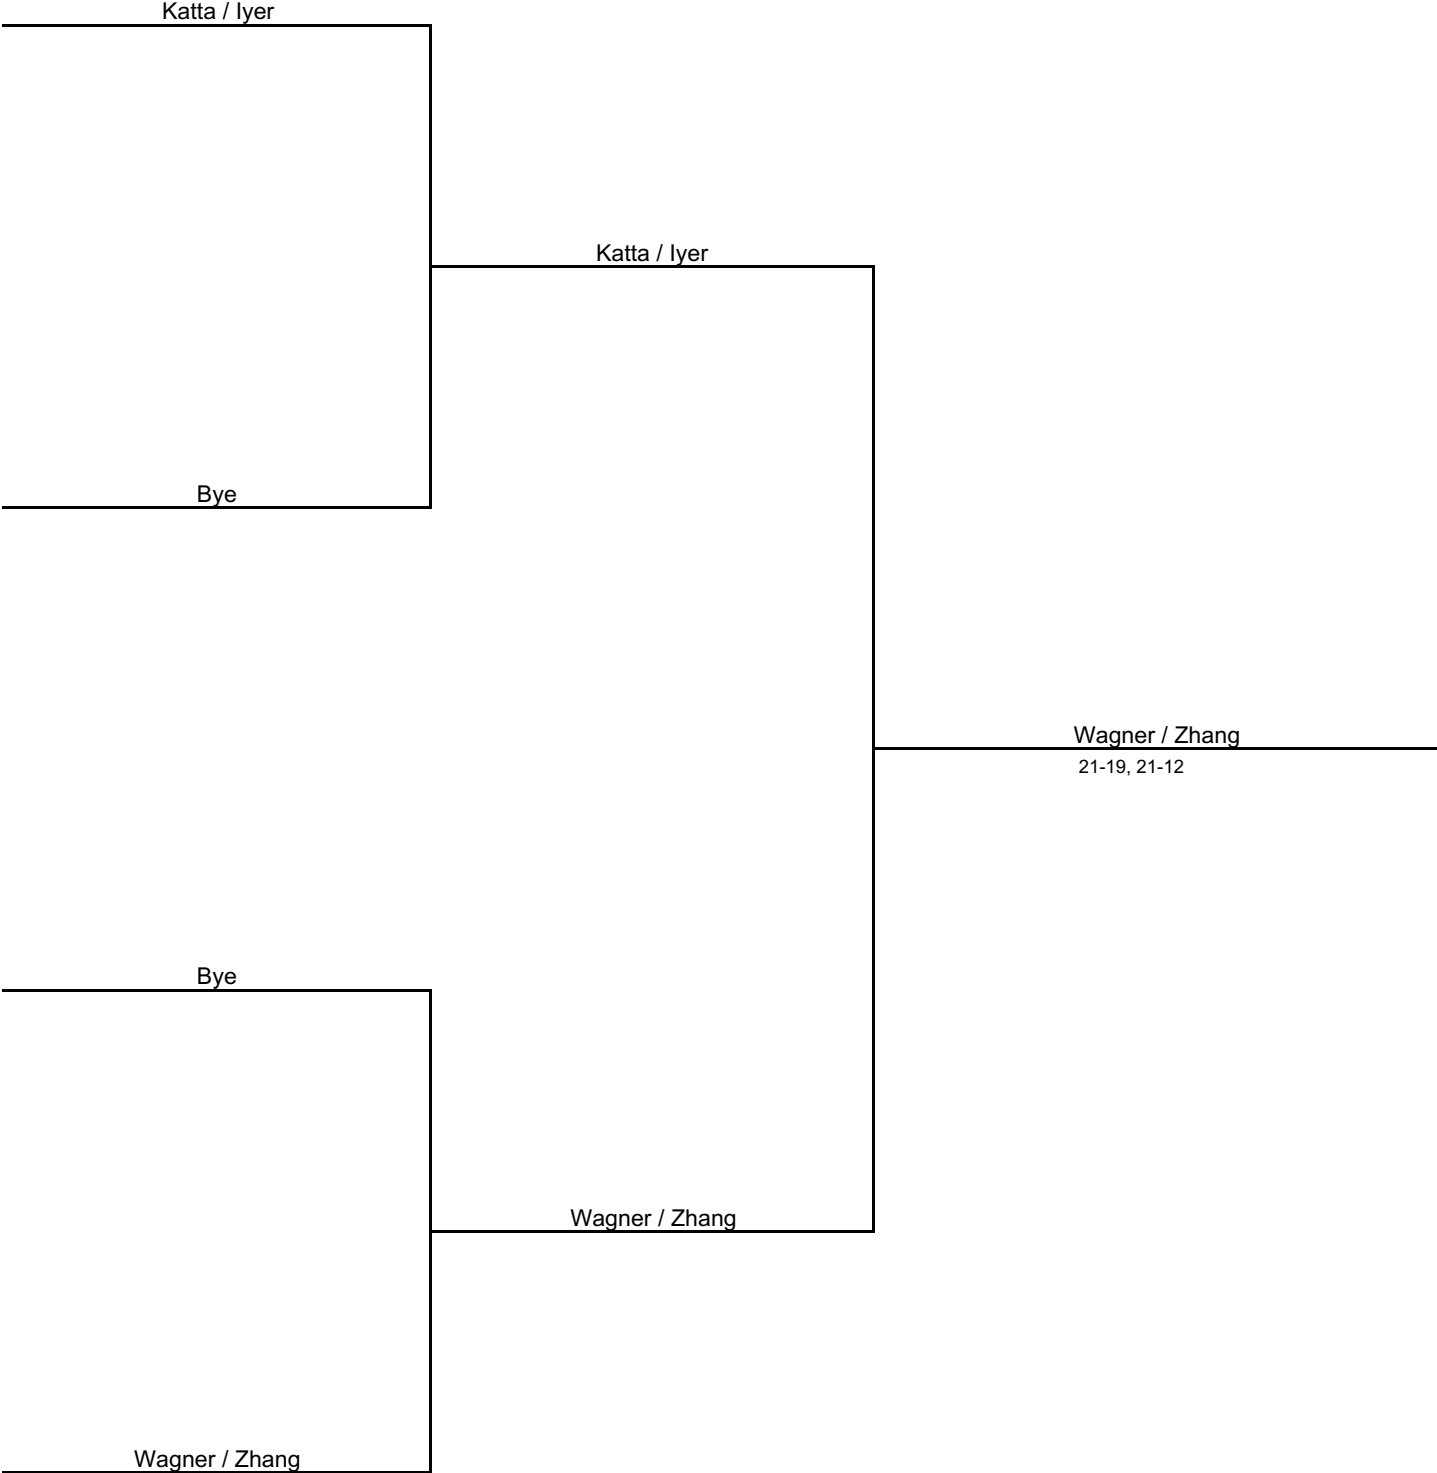 Katta / Iyer
Katta / Iyer
Bye
Wagner / Zhang
21-19, 21-12
Bye
Wagner / Zhang
Wagner / Zhang